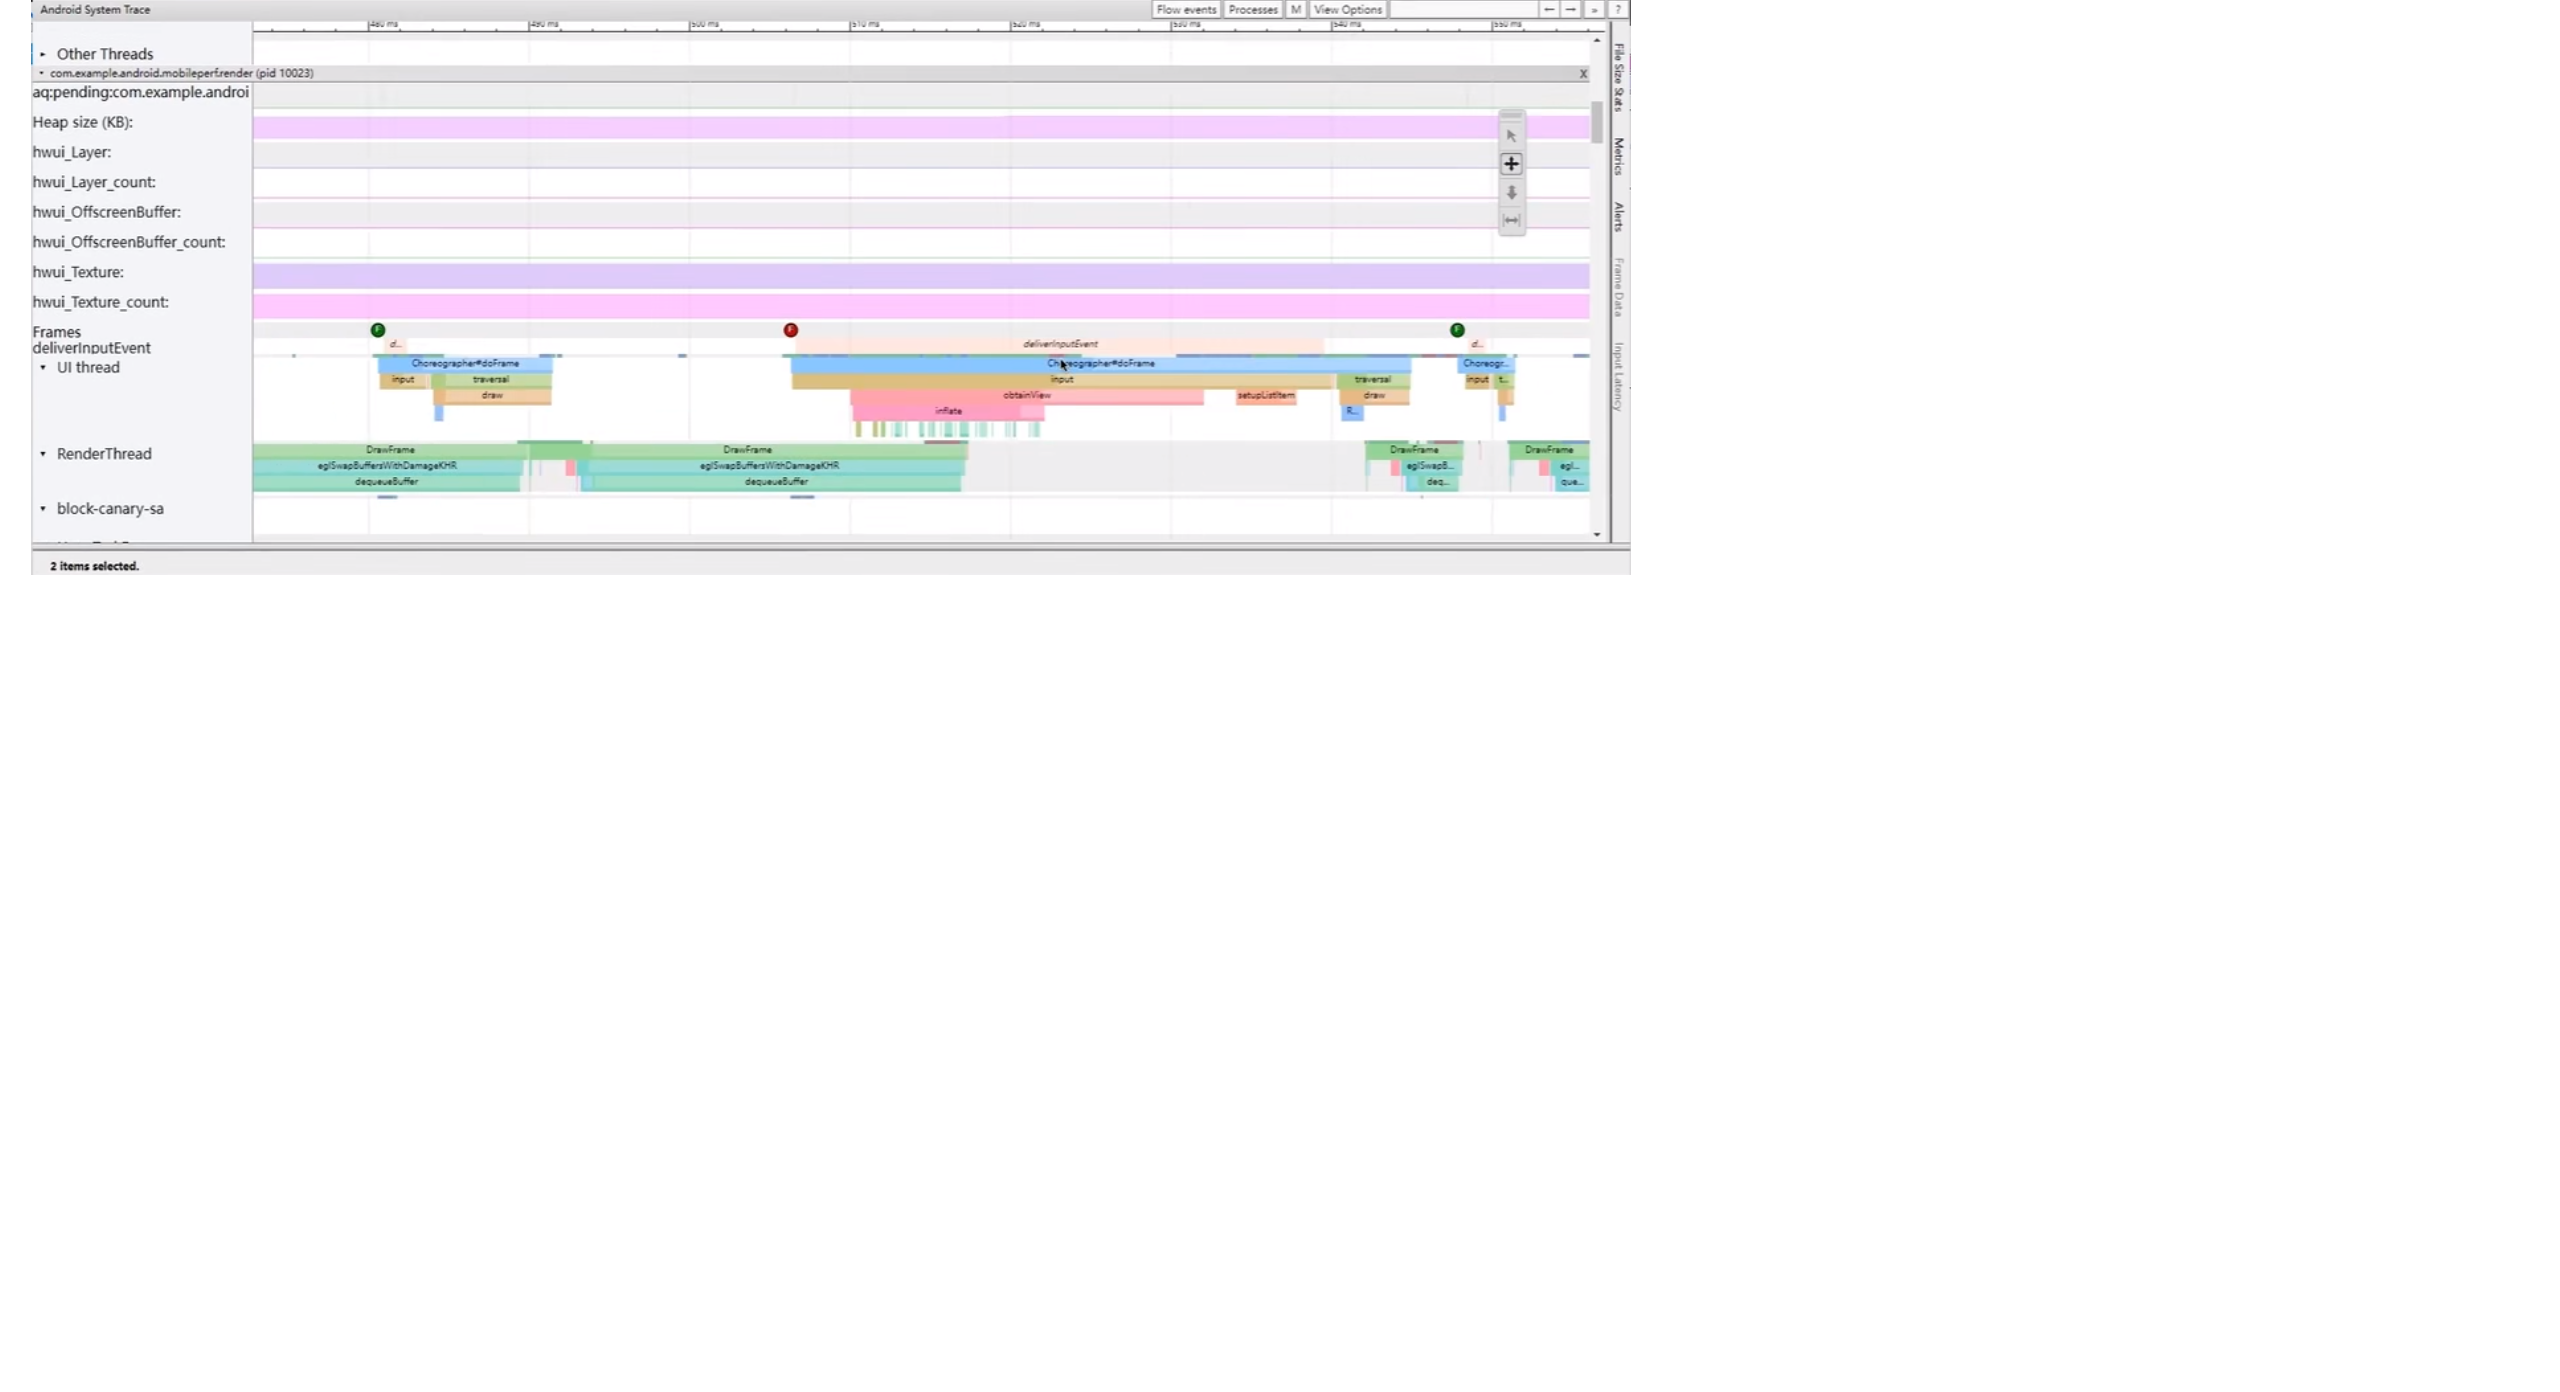 Android System Trace
Flow events Processes M View Options ← → » ?
480 ms 490 ms 500 ms 510 ms 520 ms 530 ms 540 ms 550 ms
Other Threads
com.example.android.mobileperf.render (pid 10023) X
aq:pending:com.example.androi
Heap size (KB):
hwui_Layer:
hwui_Layer_count:
hwui_OffscreenBuffer:
hwui_OffscreenBuffer_count:
hwui_Texture:
hwui_Texture_count:
Frames F F F
deliverInputEvent d... deliverInputEvent d...
UI thread Choreographer#doFrame Choreographer#doFrame Choreogr...
input traversal input traversal input t...
draw obtainView setupListItem draw
inflate R...
RenderThread DrawFrame DrawFrame DrawFrame DrawFrame
eglSwapBuffersWithDamageKHR eglSwapBuffersWithDamageKHR eglSwapB... egl...
dequeueBuffer dequeueBuffer deq... que...
block-canary-sa
2 items selected.
File Size Stats
Metrics
Alerts
Frame Data
Input Latency